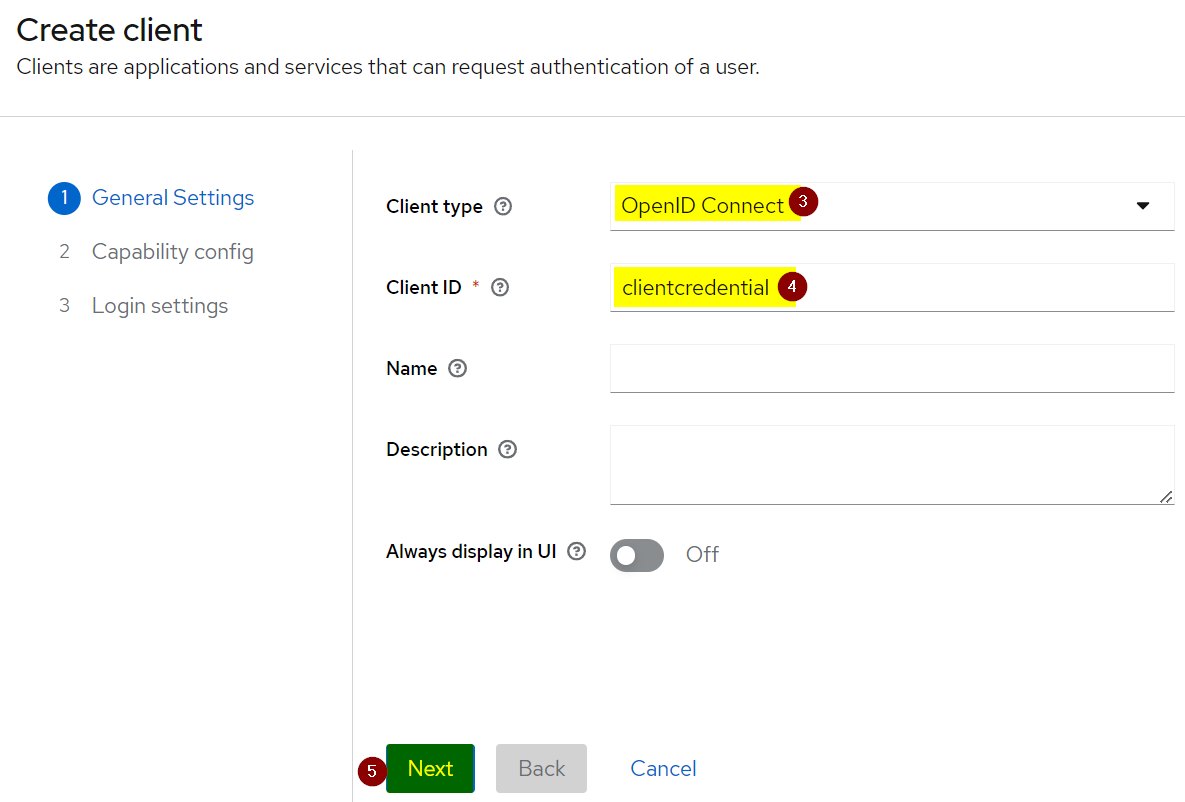 Create client
Clients are applications and services that can request authentication of a user.
1 General Settings
2 Capability config
3 Login settings
Client type ? OpenID Connect 3
Client ID * ? clientcredential 4
Name ?
Description ?
Always display in UI ? Off
5 Next Back Cancel